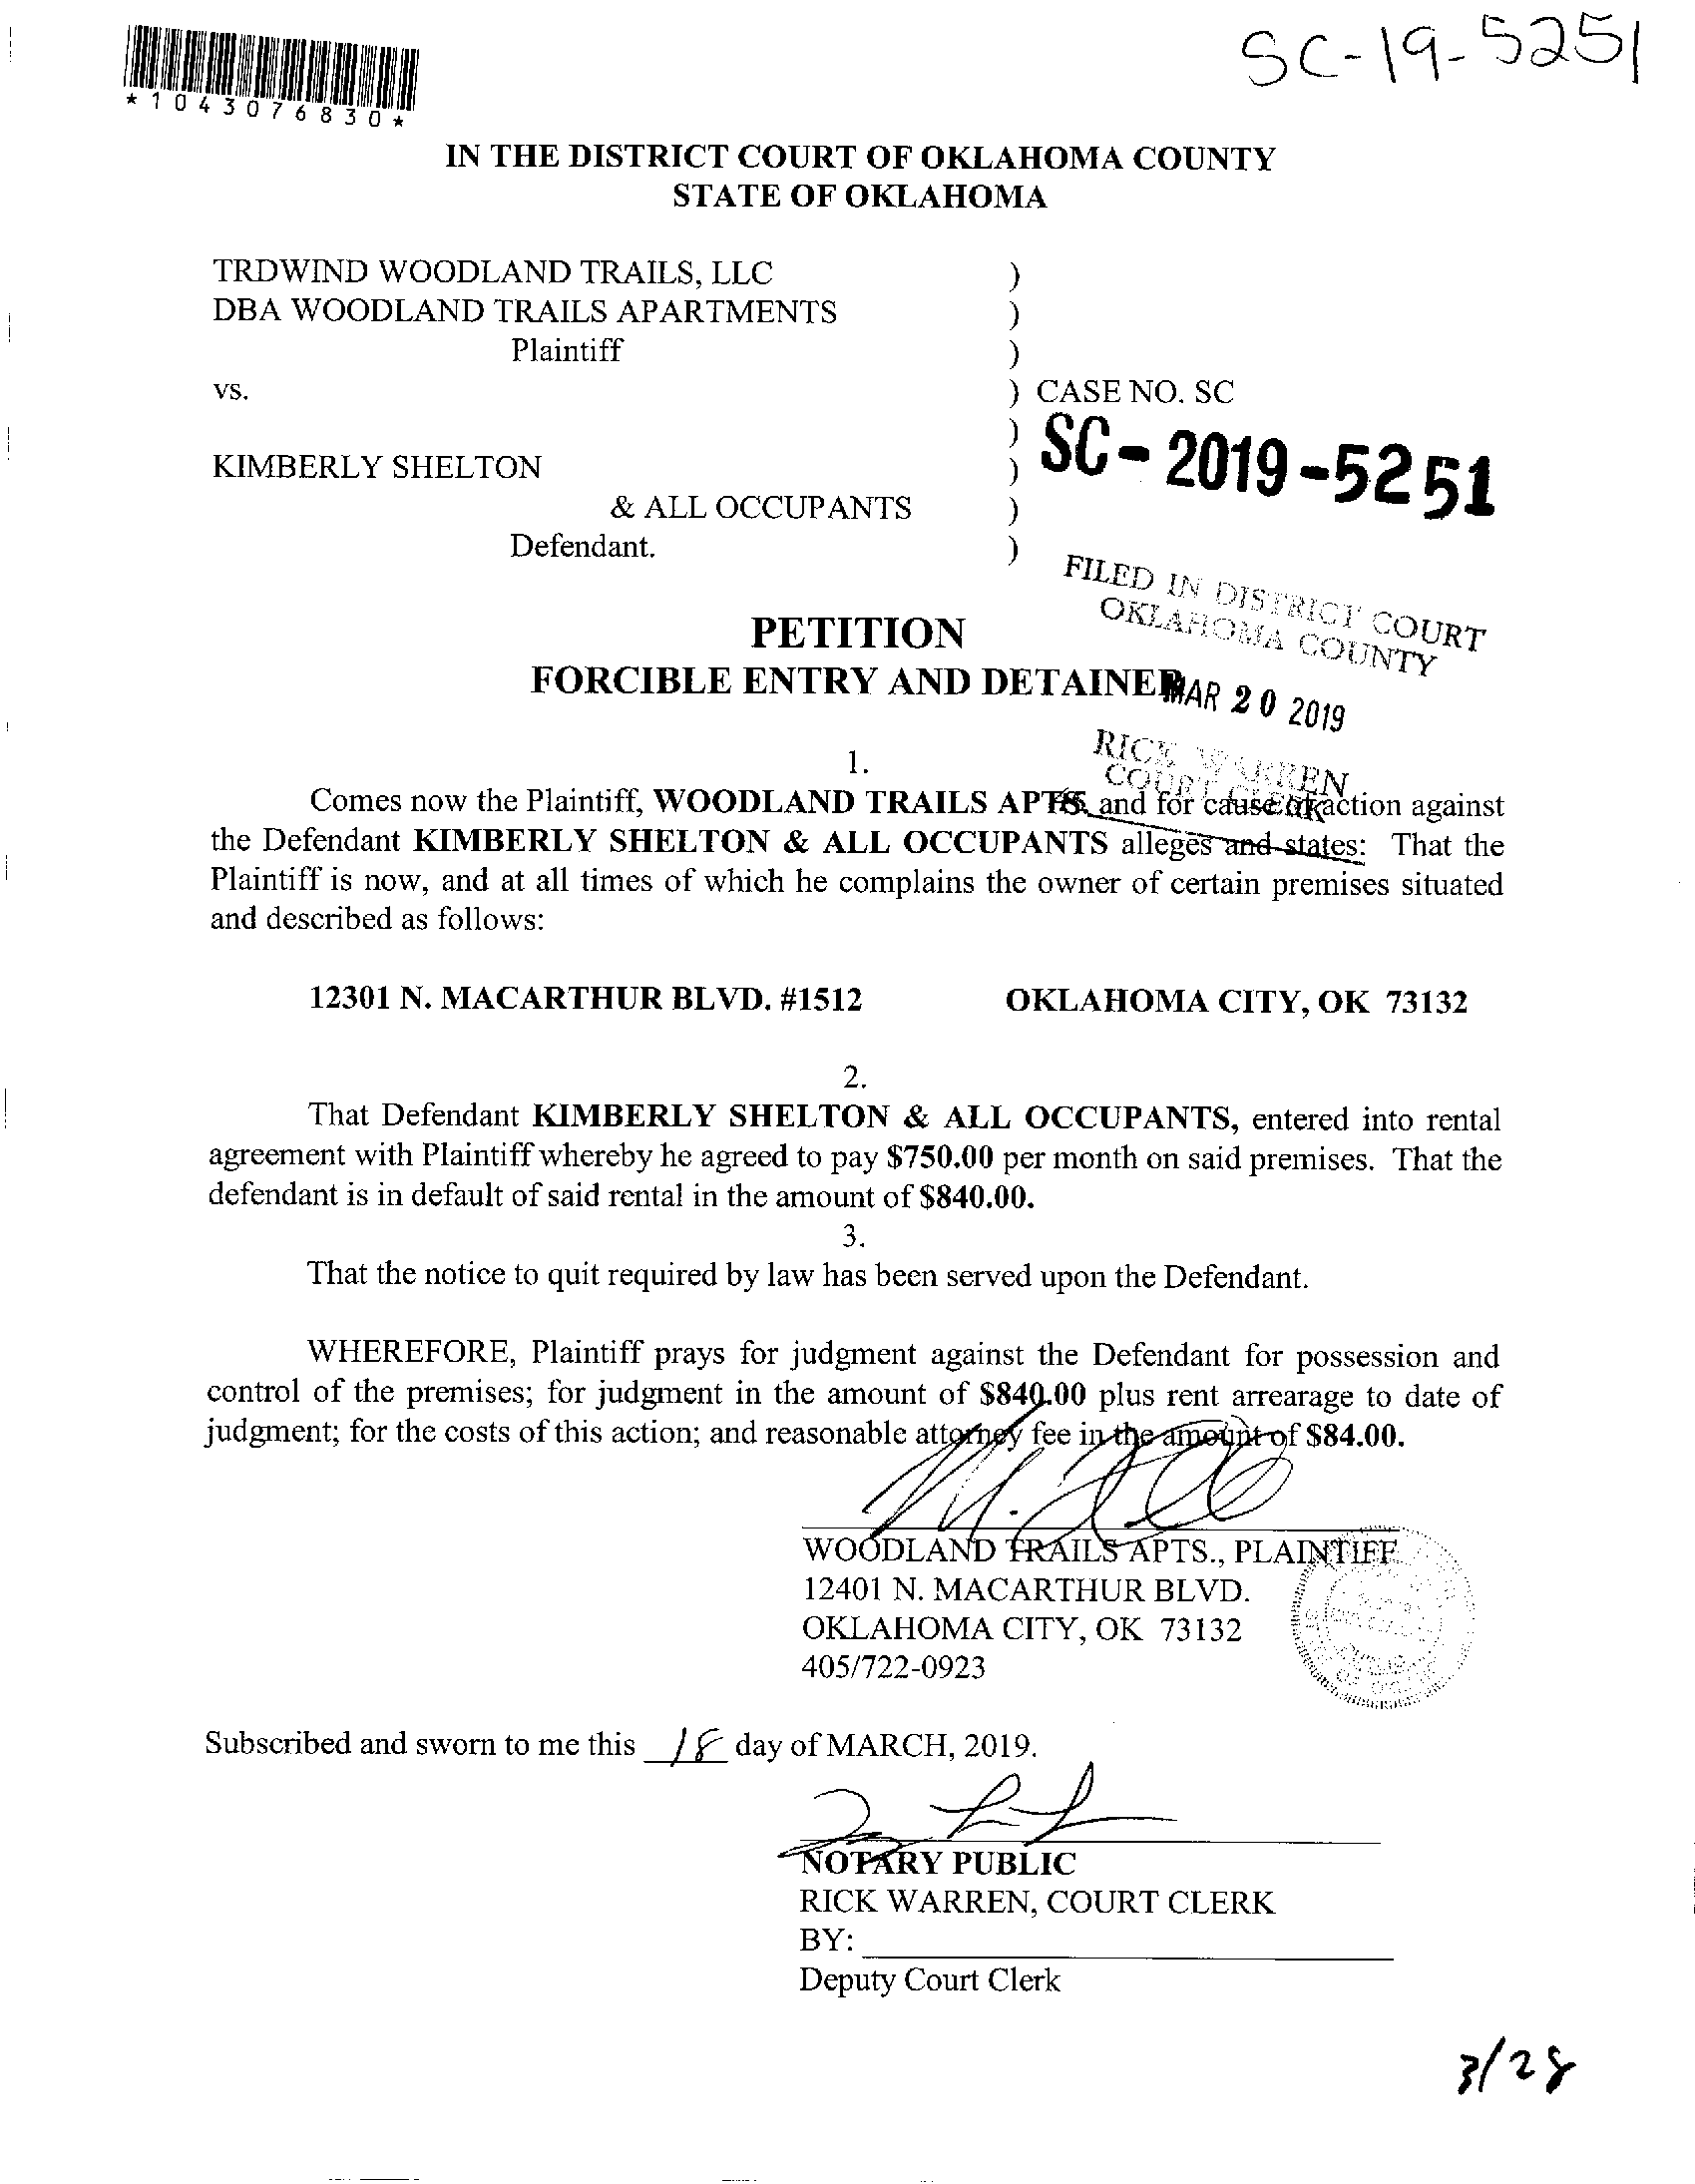 SC-19-5251
*1043076830*
IN THE DISTRICT COURT OF OKLAHOMA COUNTY
STATE OF OKLAHOMA
TRDWIND WOODLAND TRAILS, LLC )
DBA WOODLAND TRAILS APARTMENTS )
Plaintiff )
vs. ) CASE NO. SC
)
KIMBERLY SHELTON ) SC-2019-5251
& ALL OCCUPANTS )
Defendant. )
FILED IN DISTRICT COURT
OKLAHOMA COUNTY
PETITION
FORCIBLE ENTRY AND DETAINER
MAR 20 2019
RICK WARREN
COURT CLERK
1.
Comes now the Plaintiff, WOODLAND TRAILS APTS. and for cause of action against
the Defendant KIMBERLY SHELTON & ALL OCCUPANTS alleges and states: That the
Plaintiff is now, and at all times of which he complains the owner of certain premises situated
and described as follows:
12301 N. MACARTHUR BLVD. #1512 OKLAHOMA CITY, OK 73132
2.
That Defendant KIMBERLY SHELTON & ALL OCCUPANTS, entered into rental
agreement with Plaintiff whereby he agreed to pay $750.00 per month on said premises. That the
defendant is in default of said rental in the amount of $840.00.
3.
That the notice to quit required by law has been served upon the Defendant.
WHEREFORE, Plaintiff prays for judgment against the Defendant for possession and
control of the premises; for judgment in the amount of $840.00 plus rent arrearage to date of
judgment; for the costs of this action; and reasonable attorney fee in the amount of $84.00.
WOODLAND TRAILS APTS., PLAINTIFF
12401 N. MACARTHUR BLVD.
OKLAHOMA CITY, OK 73132
405/722-0923
Subscribed and sworn to me this 18 day of MARCH, 2019.
NOTARY PUBLIC
RICK WARREN, COURT CLERK
BY:
Deputy Court Clerk
3/28